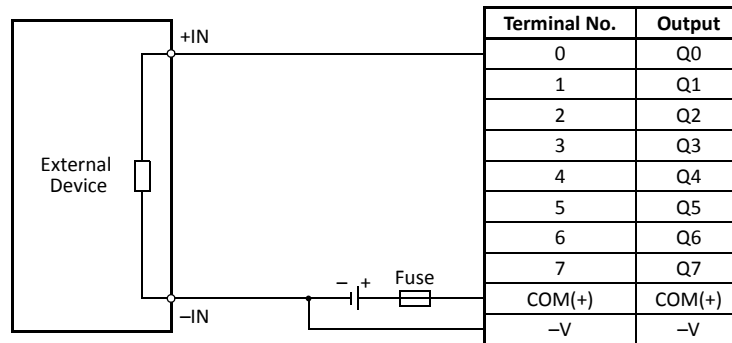 +IN
External
Device
–IN
– +
Fuse
Terminal No. Output
0 Q0
1 Q1
2 Q2
3 Q3
4 Q4
5 Q5
6 Q6
7 Q7
COM(+) COM(+)
–V –V